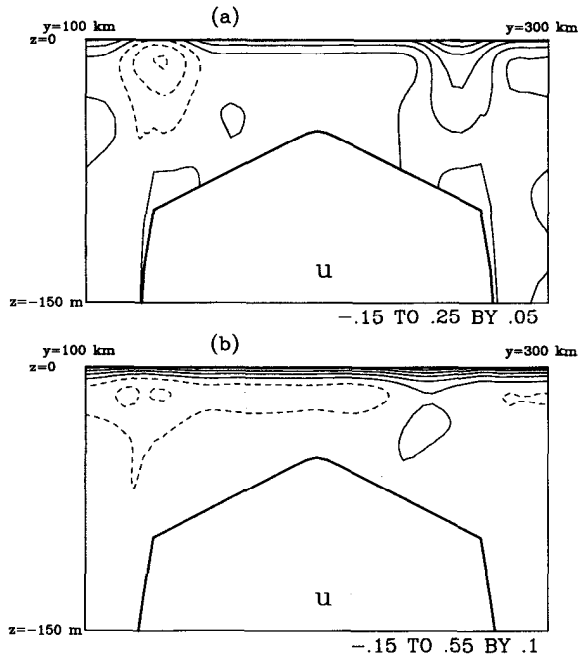 (a)
y=100 km y=300 km
z=0
u
z=-150 m
-.15 TO .25 BY .05
(b)
y=100 km y=300 km
z=0
u
z=-150 m
-.15 TO .55 BY .1